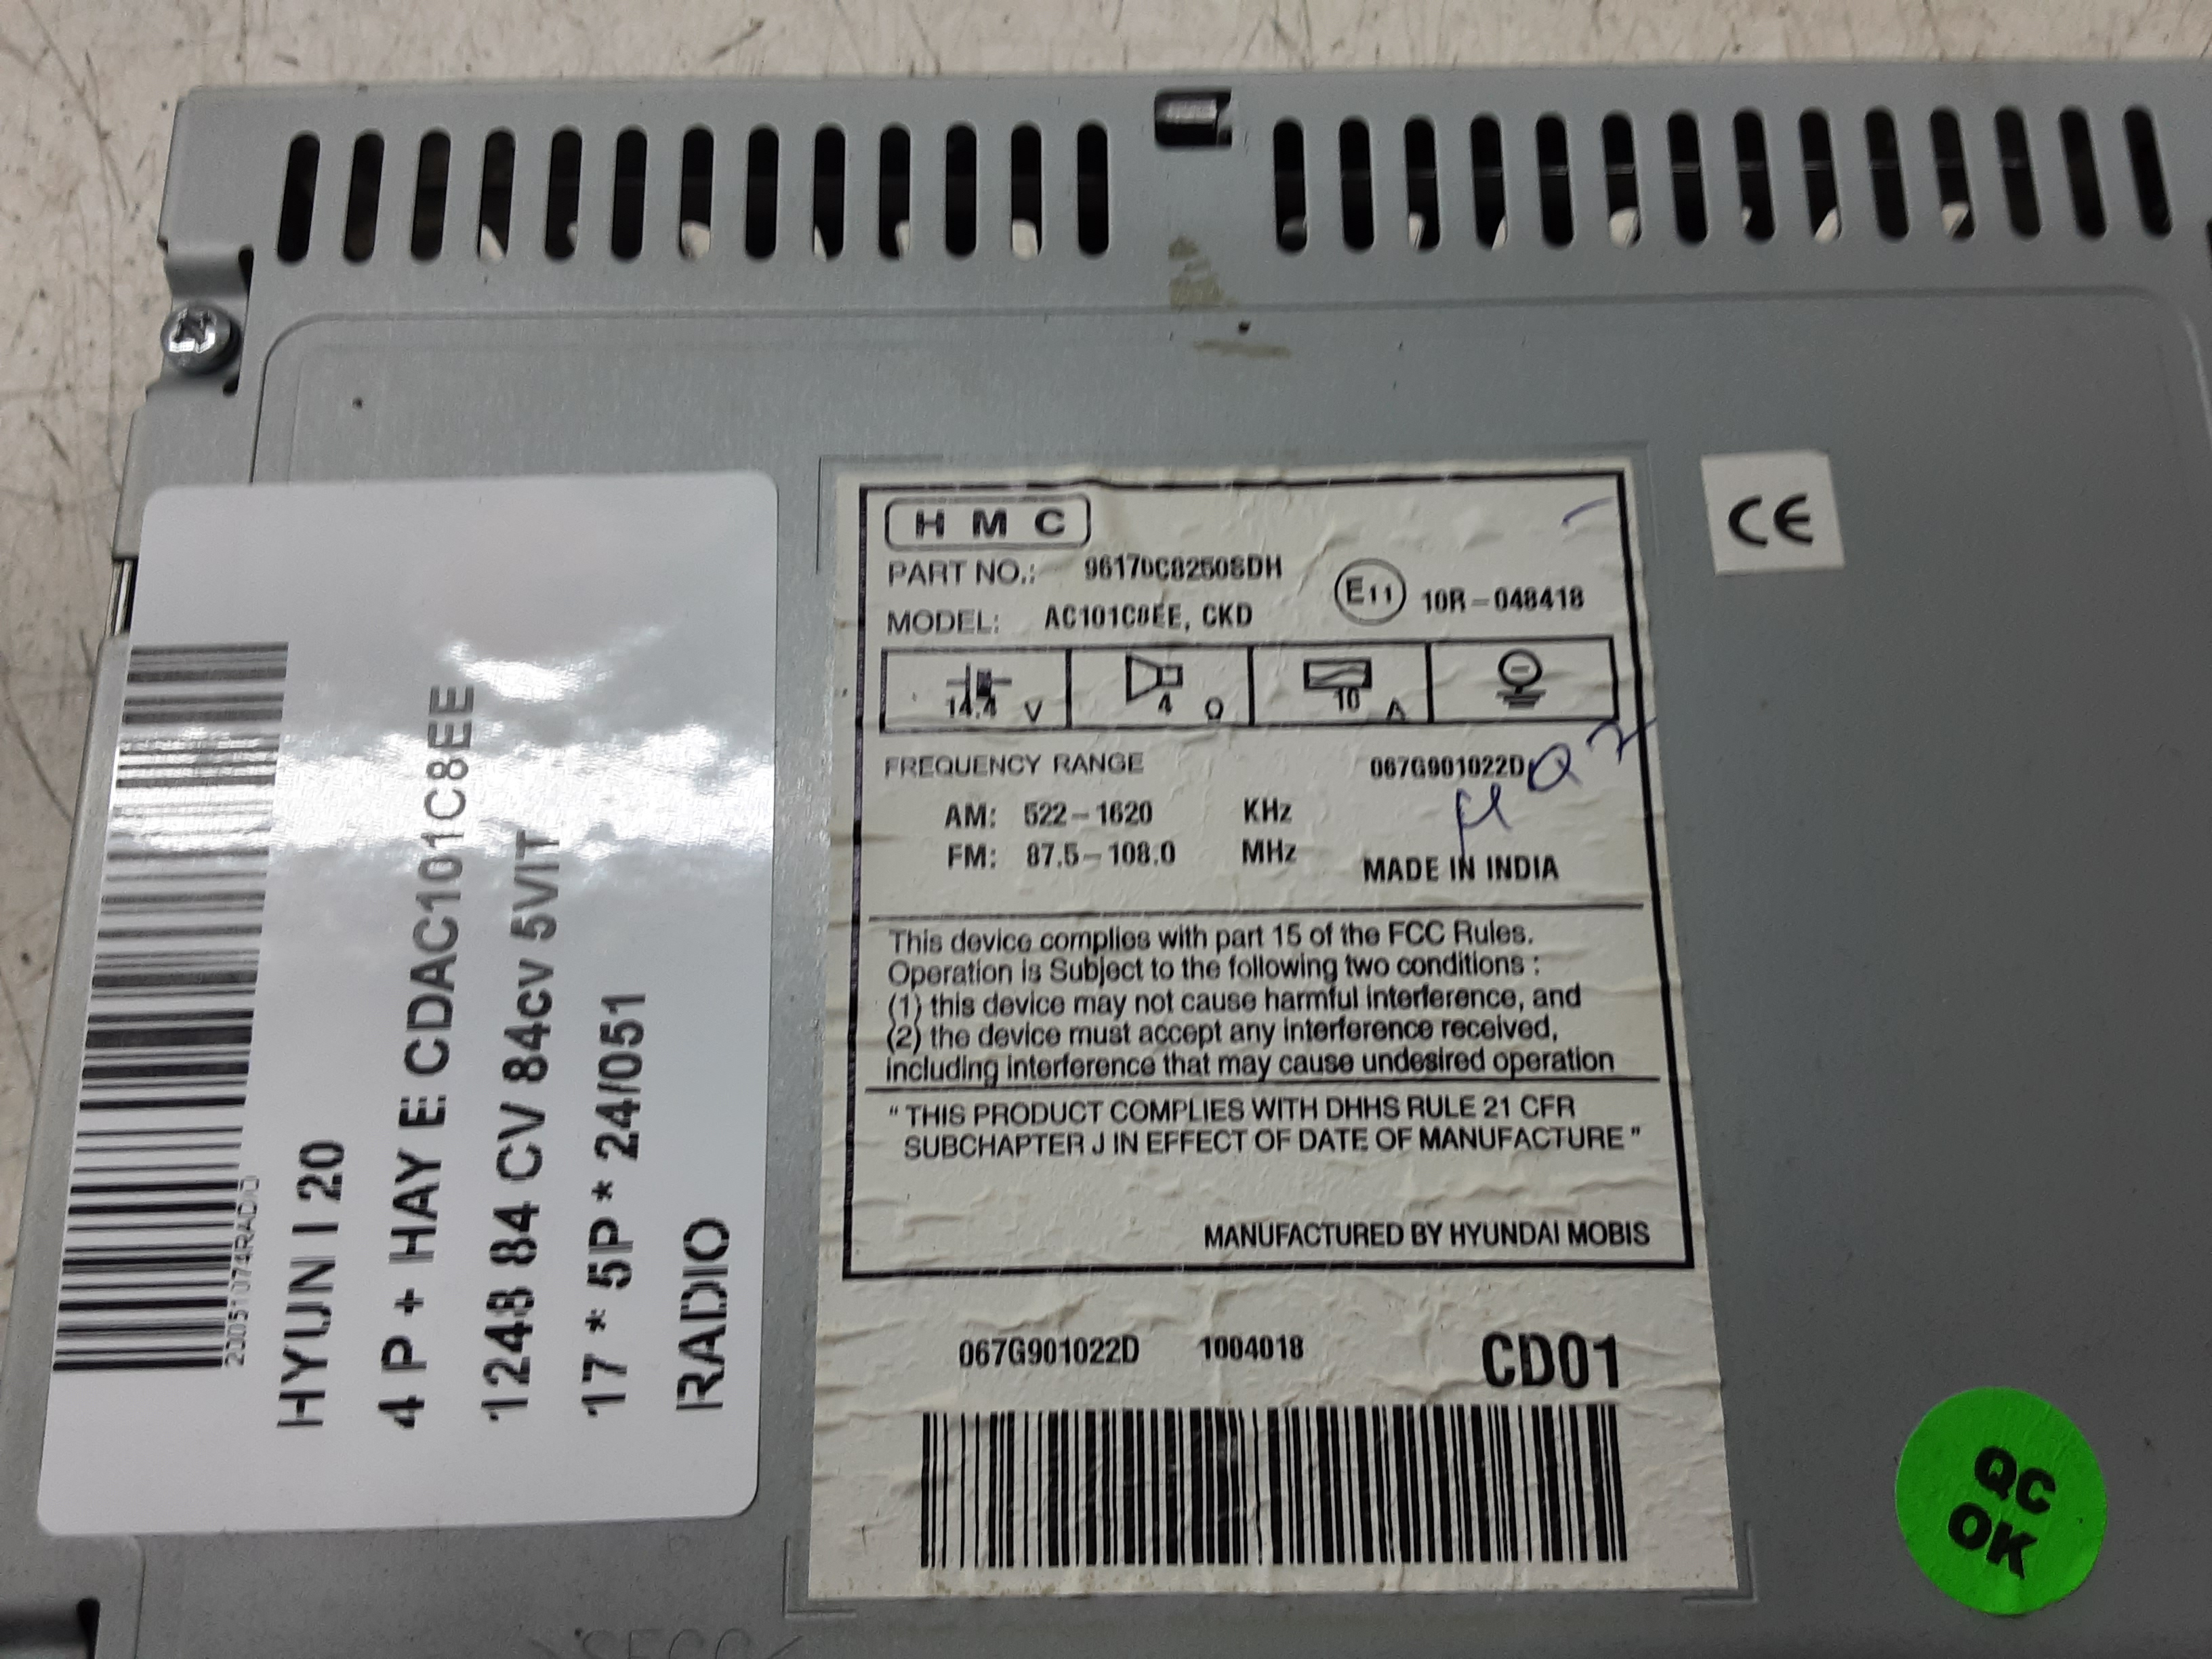 HYUN I 20
4 P + HAY E CDAC101C8EE
1248 84 CV 84cv 5VIT
17 * 5P * 24/051
RADIO
20051074RADIO
HMC
PART NO.: 96170C8250SDH
MODEL: AC101C8EE, CKD
E11 10R-048418
14.4 V
4 Ω
10 A
FREQUENCY RANGE 067G901022D
AM: 522-1620 KHz
FM: 87.5-108.0 MHz
MADE IN INDIA
This device complies with part 15 of the FCC Rules.
Operation is Subject to the following two conditions :
(1) this device may not cause harmful interference, and
(2) the device must accept any interference received,
including interference that may cause undesired operation
" THIS PRODUCT COMPLIES WITH DHHS RULE 21 CFR
SUBCHAPTER J IN EFFECT OF DATE OF MANUFACTURE "
MANUFACTURED BY HYUNDAI MOBIS
067G901022D 1004018 CD01
CE
QC
OK